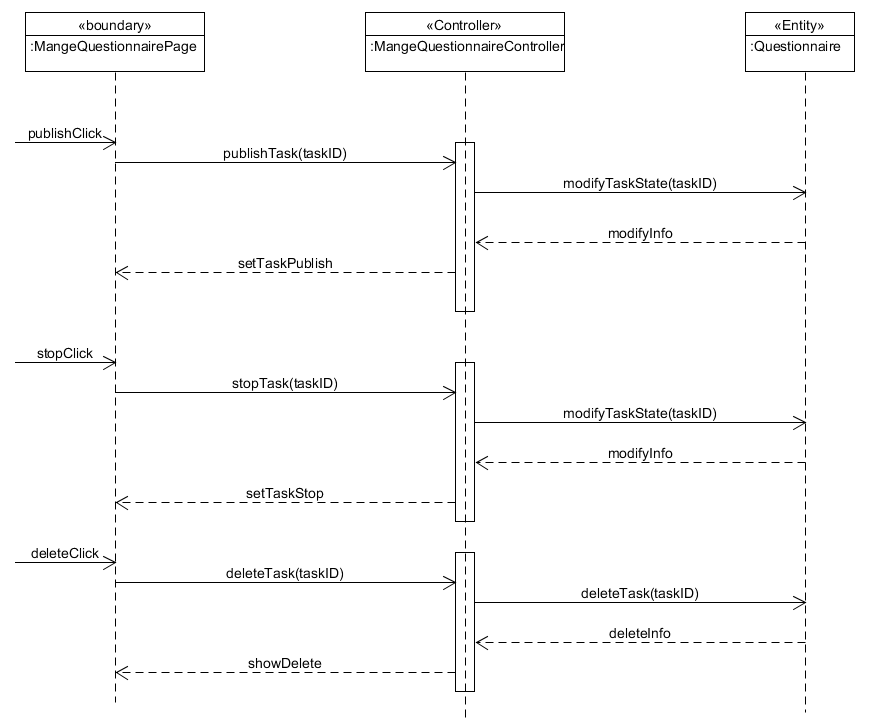 «boundary»
:MangeQuestionnairePage
«Controller»
:MangeQuestionnaireController
«Entity»
:Questionnaire
publishClick
publishTask(taskID)
modifyTaskState(taskID)
modifyInfo
setTaskPublish
stopClick
stopTask(taskID)
modifyTaskState(taskID)
modifyInfo
setTaskStop
deleteClick
deleteTask(taskID)
deleteTask(taskID)
deleteInfo
showDelete